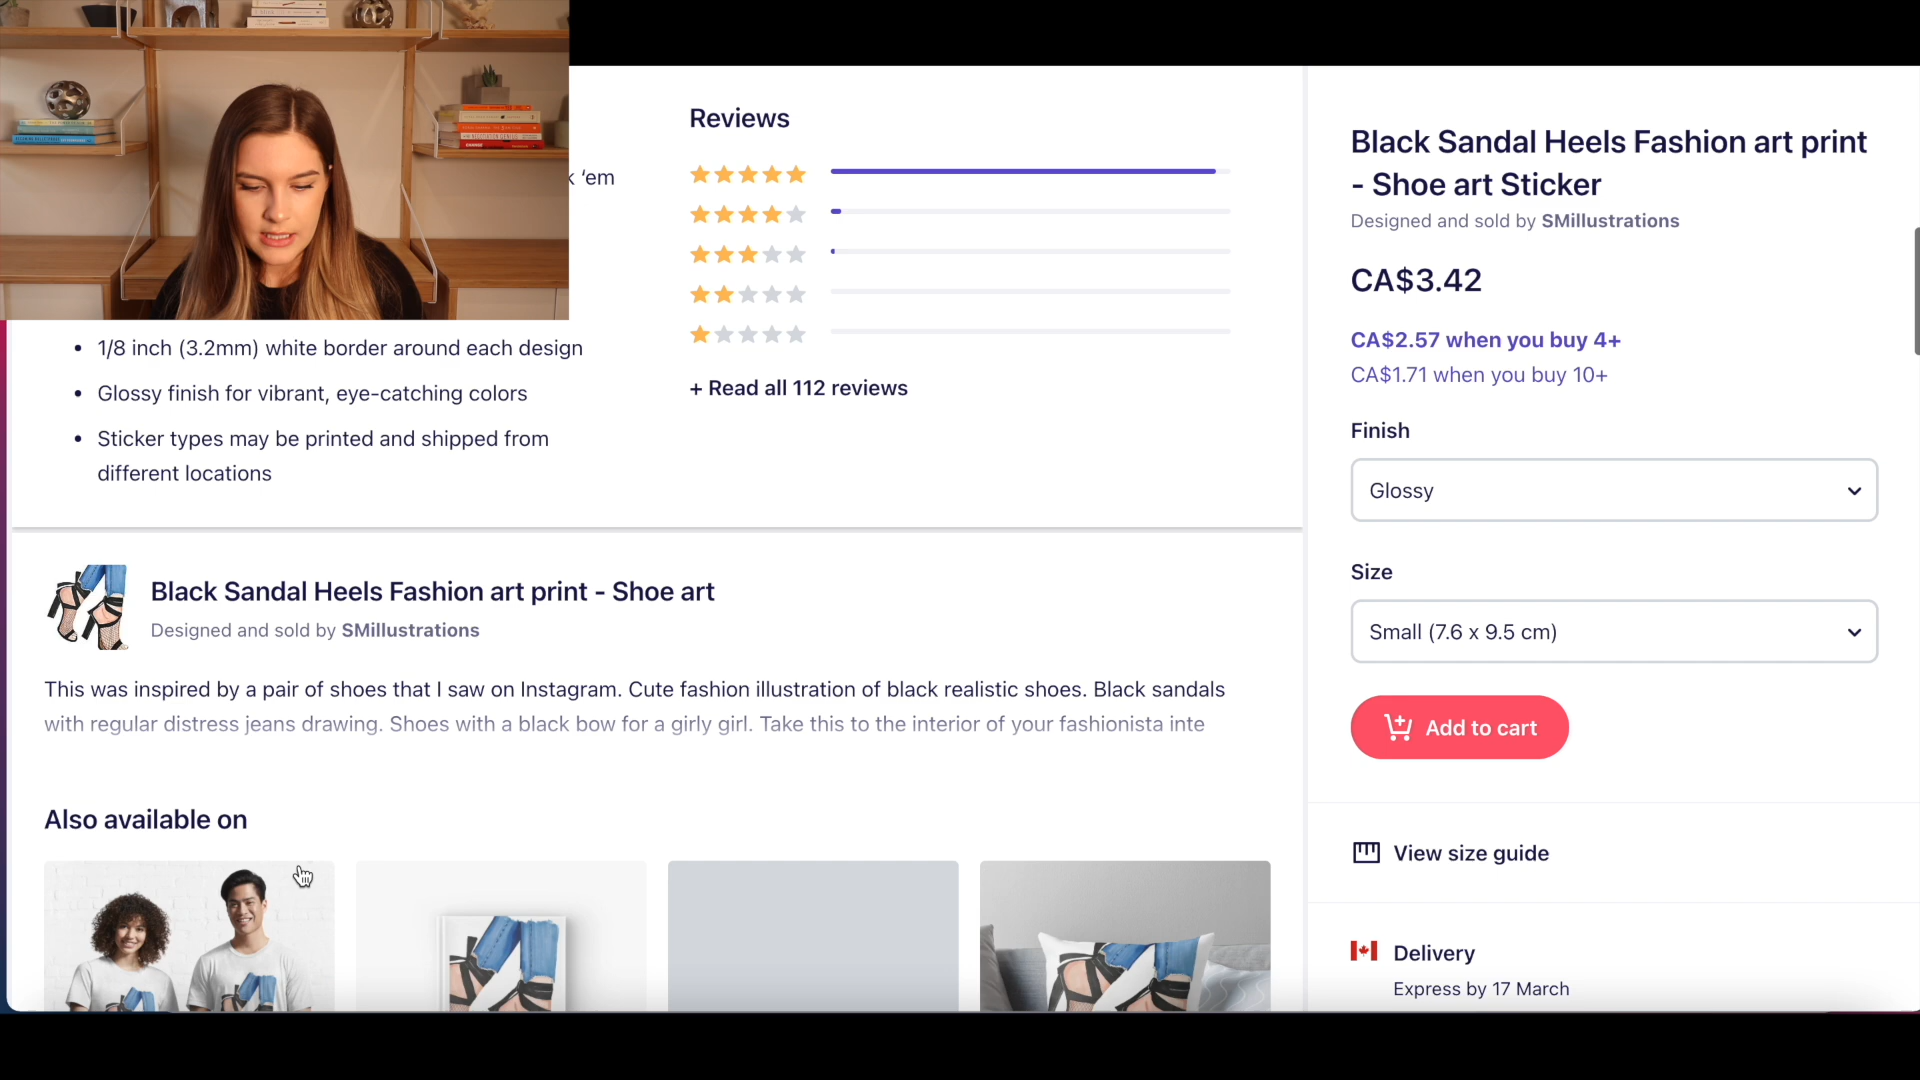 Reviews
‘em
+ Read all 112 reviews
1/8 inch (3.2mm) white border around each design
Glossy finish for vibrant, eye-catching colors
Sticker types may be printed and shipped from
different locations
Black Sandal Heels Fashion art print - Shoe art
Designed and sold by SMillustrations
This was inspired by a pair of shoes that I saw on Instagram. Cute fashion illustration of black realistic shoes. Black sandals
with regular distress jeans drawing. Shoes with a black bow for a girly girl. Take this to the interior of your fashionista inte
Also available on
Black Sandal Heels Fashion art print
- Shoe art Sticker
Designed and sold by SMillustrations
CA$3.42
CA$2.57 when you buy 4+
CA$1.71 when you buy 10+
Finish
Glossy
Size
Small (7.6 x 9.5 cm)
Add to cart
View size guide
Delivery
Express by 17 March